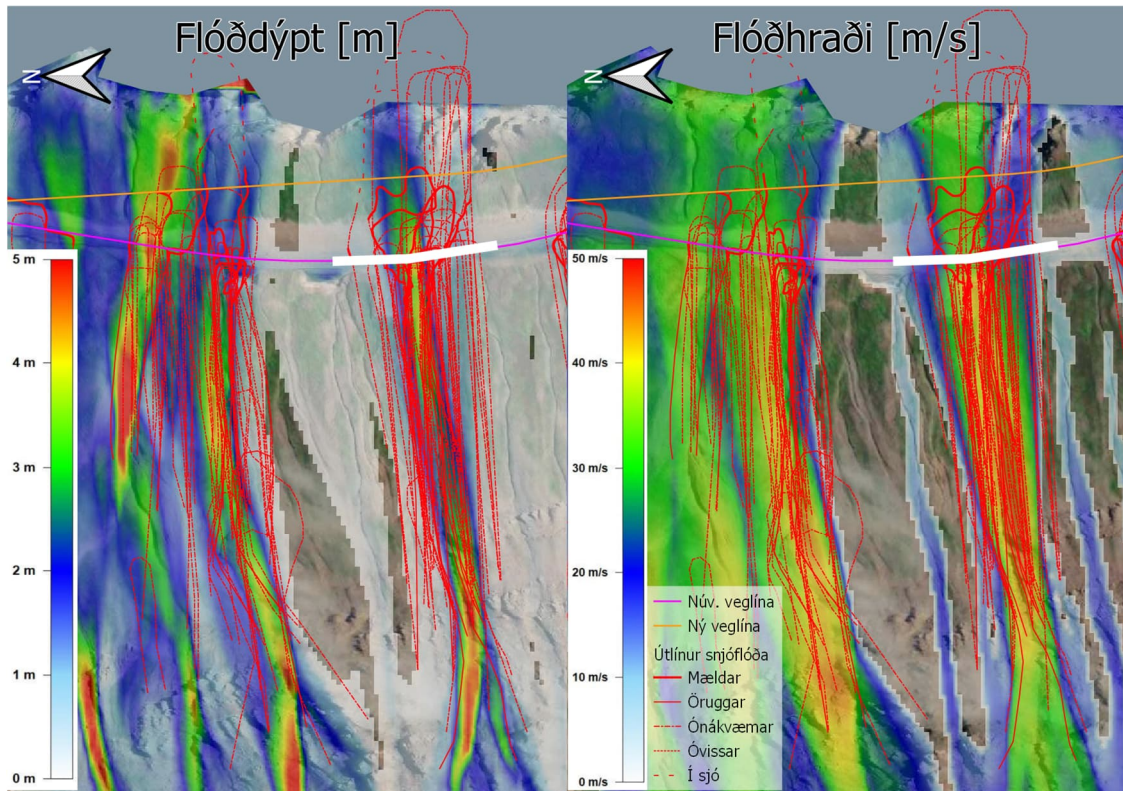 Flóðdýpt [m]
N
5 m
4 m
3 m
2 m
1 m
0 m
Flóðhraði [m/s]
N
50 m/s
40 m/s
30 m/s
20 m/s
10 m/s
0 m/s
Núv. veglína
Ný veglína
Útlínur snjóflóða
Mældar
Öruggar
Ónákvæmar
Óvissar
Í sjó